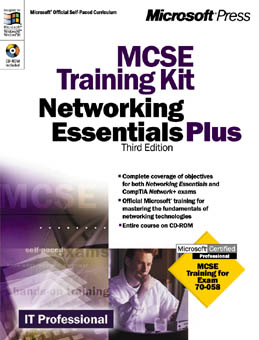 Microsoft Official Self-Paced Curriculum
Microsoft Press
CD-ROM
included
MCSE
Training Kit
Networking
Essentials Plus
Third Edition
• Complete coverage of objectives
for both Networking Essentials and
CompTIA Network+ exams
• Official Microsoft® training for
mastering the fundamentals of
networking technologies
• Entire course on CD-ROM
MCSE
self-paced
hands-on training
Microsoft Certified
Professional
MCSE
Training for
Exam
70-058
IT Professional